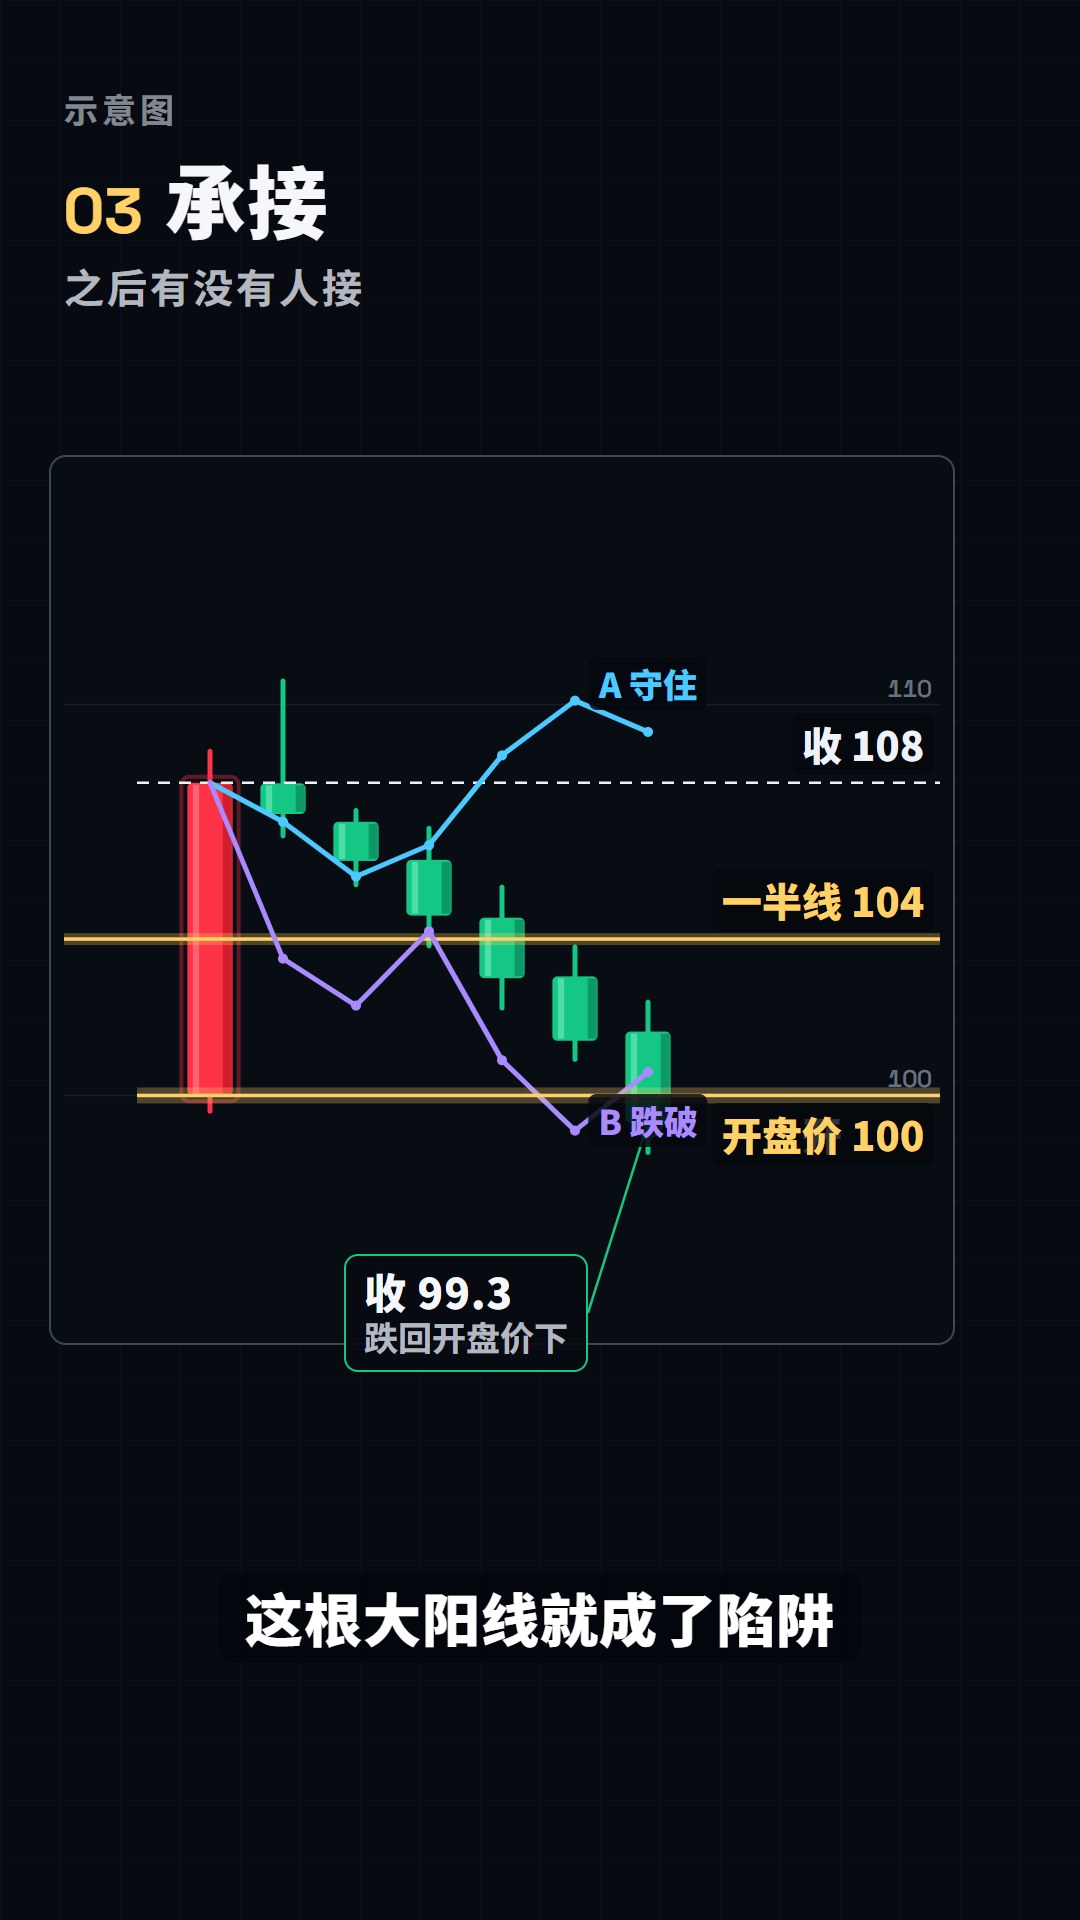 示意图
03 承接
之后有没有人接
A 守住
110
收 108
一半线 104
100
B 跌破
开盘价 100
收 99.3
跌回开盘价下
这根大阳线就成了陷阱